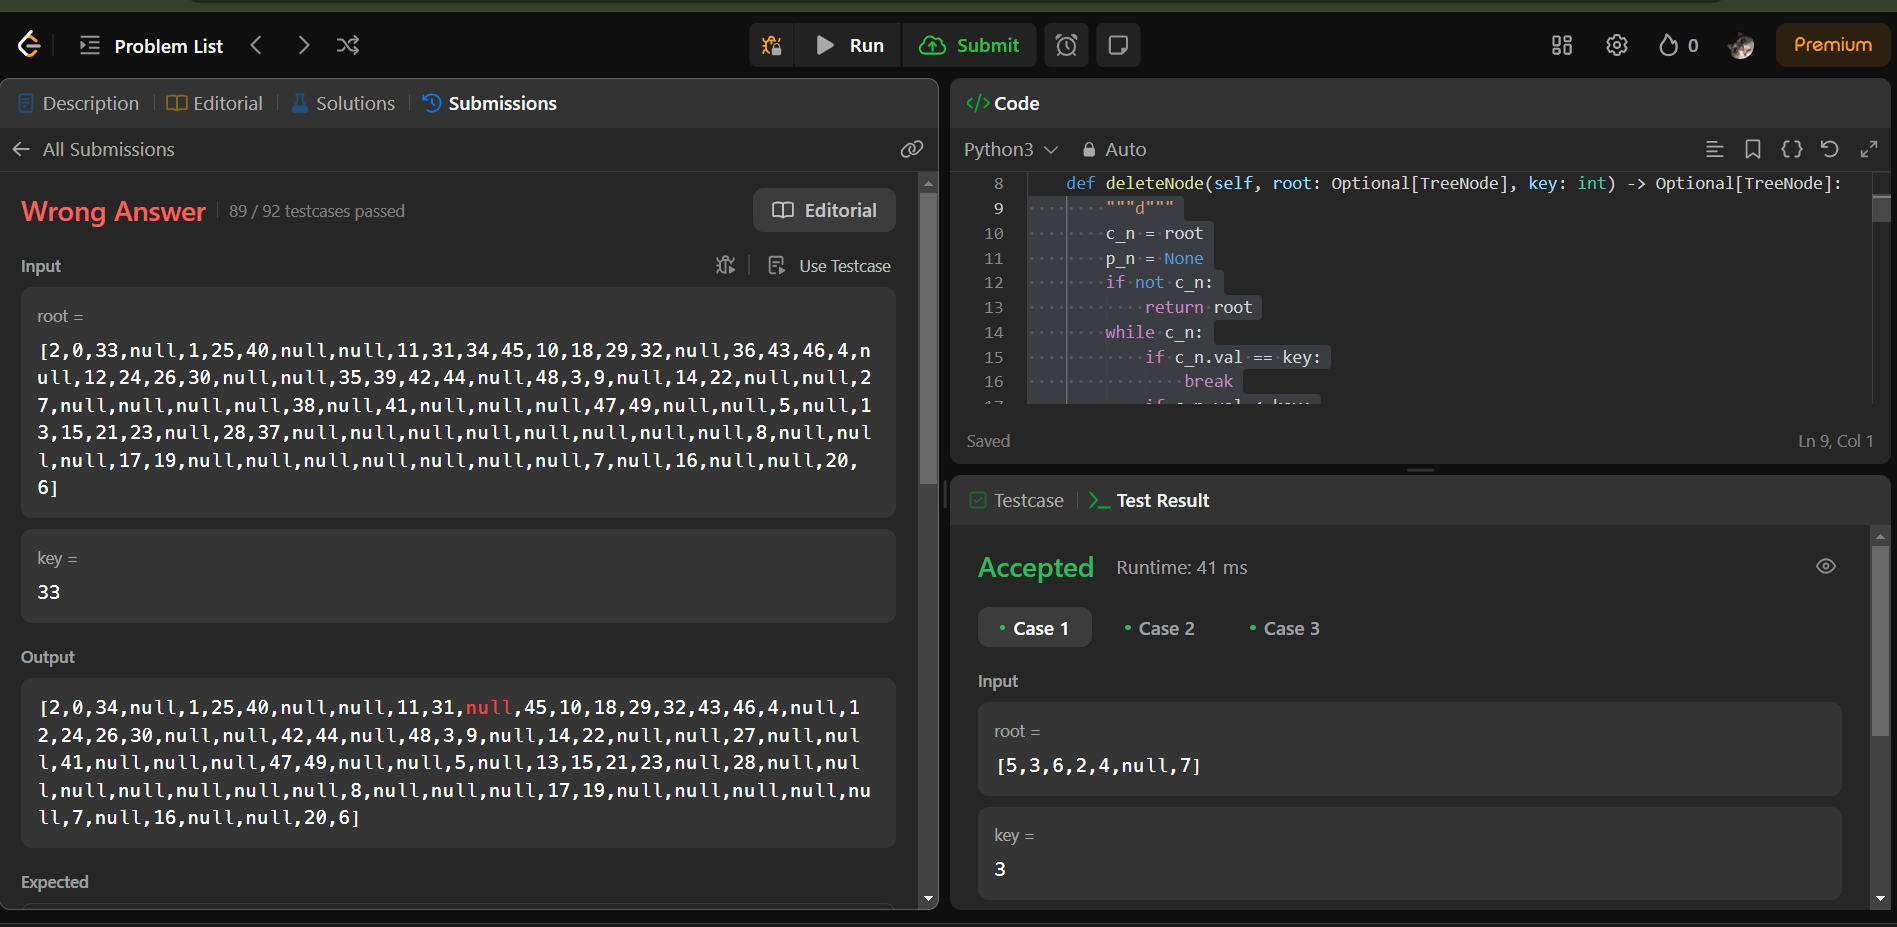 Problem List
Run
Submit
0
Premium
Description
Editorial
Solutions
Submissions
All Submissions
Wrong Answer
89 / 92 testcases passed
Editorial
Input
Use Testcase
root =
[2,0,33,null,1,25,40,null,null,11,31,34,45,10,18,29,32,null,36,43,46,4,n
ull,12,24,26,30,null,null,35,39,42,44,null,48,3,9,null,14,22,null,null,2
7,null,null,null,null,38,null,41,null,null,null,47,49,null,null,5,null,1
3,15,21,23,null,28,37,null,null,null,null,null,null,null,null,8,null,nul
l,null,17,19,null,null,null,null,null,null,null,7,null,16,null,null,20,
6]
key =
33
Output
[2,0,34,null,1,25,40,null,null,11,31,null,45,10,18,29,32,43,46,4,null,1
2,24,26,30,null,null,42,44,null,48,3,9,null,14,22,null,null,27,null,nul
l,41,null,null,null,47,49,null,null,5,null,13,15,21,23,null,28,null,nul
l,null,null,null,null,null,8,null,null,null,17,19,null,null,null,null,nu
ll,7,null,16,null,null,20,6]
Expected
</> Code
Python3
Auto
8 def deleteNode(self, root: Optional[TreeNode], key: int) -> Optional[TreeNode]:
9 """d"""
10 c_n = root
11 p_n = None
12 if not c_n:
13 return root
14 while c_n:
15 if c_n.val == key:
16 break
Saved
Ln 9, Col 1
Testcase
Test Result
Accepted
Runtime: 41 ms
Case 1
Case 2
Case 3
Input
root =
[5,3,6,2,4,null,7]
key =
3